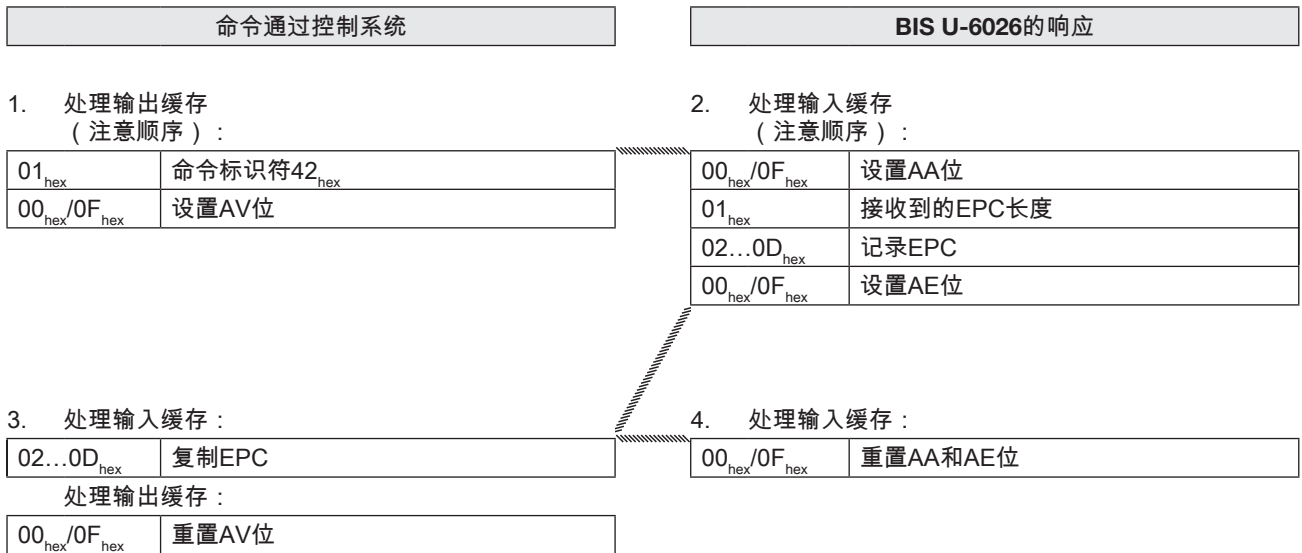 命令通过控制系统
BIS U-6026的响应
1. 处理输出缓存
（注意顺序）：
01hex 命令标识符42hex
00hex/0Fhex 设置AV位
2. 处理输入缓存
（注意顺序）：
00hex/0Fhex 设置AA位
01hex 接收到的EPC长度
02…0Dhex 记录EPC
00hex/0Fhex 设置AE位
3. 处理输入缓存：
02…0Dhex 复制EPC
处理输出缓存：
00hex/0Fhex 重置AV位
4. 处理输入缓存：
00hex/0Fhex 重置AA和AE位